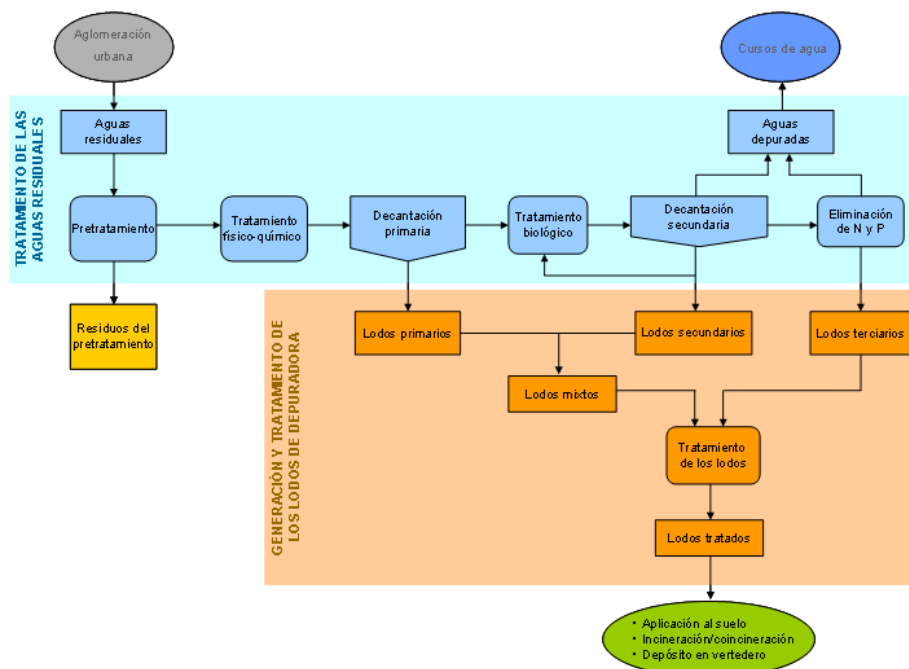 Aglomeración
urbana
Cursos de agua
TRATAMIENTO DE LAS
AGUAS RESIDUALES
Aguas
residuales
Aguas
depuradas
Pretratamiento
Tratamiento
físico-químico
Decantación
primaria
Tratamiento
biológico
Decantación
secundaria
Eliminación
de N y P
Residuos del
pretratamiento
GENERACIÓN Y TRATAMIENTO DE
LOS LODOS DE DEPURADORA
Lodos primarios
Lodos secundarios
Lodos terciarios
Lodos mixtos
Tratamiento
de los lodos
Lodos tratados
• Aplicación al suelo
• Incineración/coincineración
• Depósito en vertedero